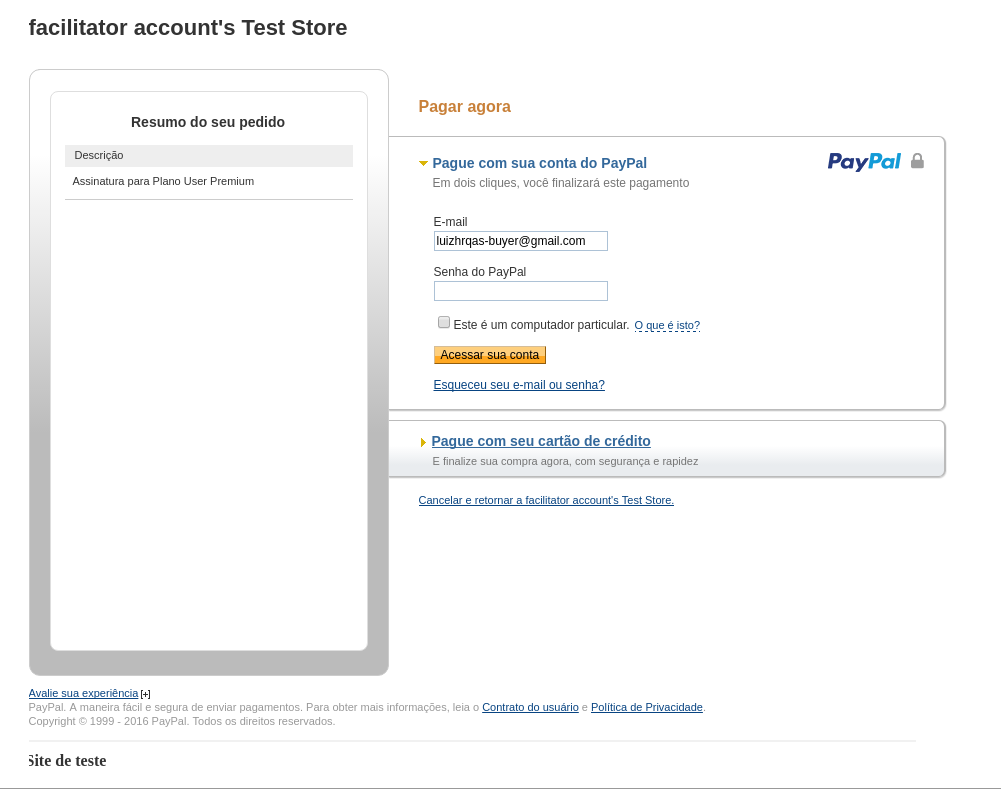 facilitator account's Test Store
Resumo do seu pedido
Descrição
Assinatura para Plano User Premium
Pagar agora
Pague com sua conta do PayPal
PayPal
Em dois cliques, você finalizará este pagamento
E-mail
luizhrqas-buyer@gmail.com
Senha do PayPal
Este é um computador particular. O que é isto?
Acessar sua conta
Esqueceu seu e-mail ou senha?
Pague com seu cartão de crédito
E finalize sua compra agora, com segurança e rapidez
Cancelar e retornar a facilitator account's Test Store.
Avalie sua experiência [+]
PayPal. A maneira fácil e segura de enviar pagamentos. Para obter mais informações, leia o Contrato do usuário e Política de Privacidade.
Copyright © 1999 - 2016 PayPal. Todos os direitos reservados.
Site de teste